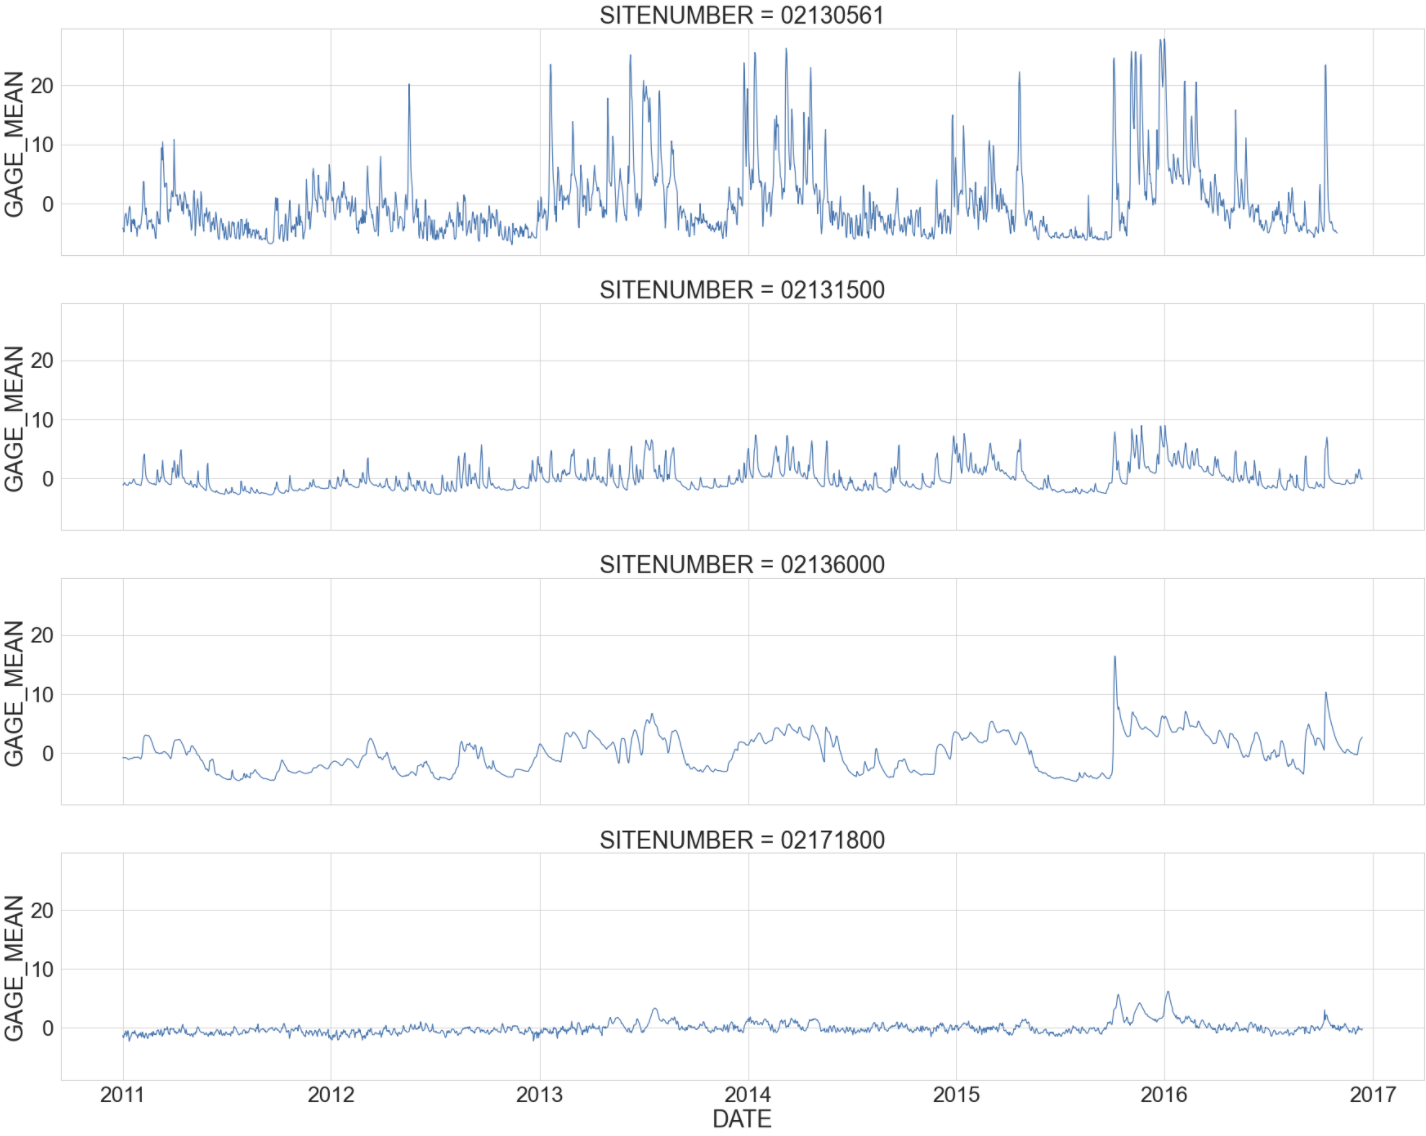 SITENUMBER = 02130561
GAGE_MEAN
20
10
0
SITENUMBER = 02131500
GAGE_MEAN
20
10
0
SITENUMBER = 02136000
GAGE_MEAN
20
10
0
SITENUMBER = 02171800
GAGE_MEAN
20
10
0
2011 2012 2013 2014 2015 2016 2017
DATE